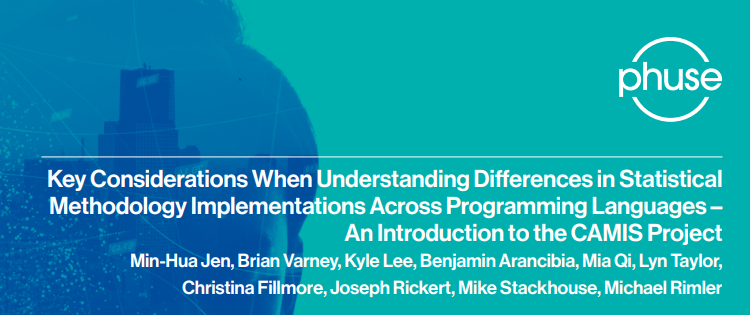 phuse
Key Considerations When Understanding Differences in Statistical
Methodology Implementations Across Programming Languages –
An Introduction to the CAMIS Project
Min-Hua Jen, Brian Varney, Kyle Lee, Benjamin Arancibia, Mia Qi, Lyn Taylor,
Christina Fillmore, Joseph Rickert, Mike Stackhouse, Michael Rimler